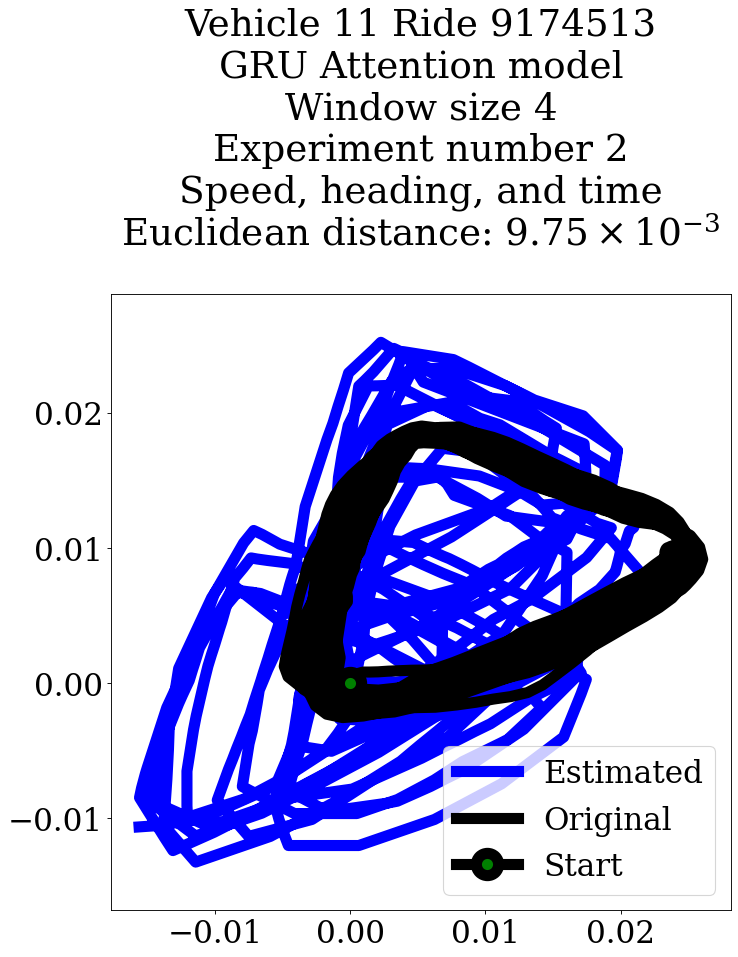 Vehicle 11 Ride 9174513
GRU Attention model
Window size 4
Experiment number 2
Speed, heading, and time
Euclidean distance: 9.75 × 10⁻³
0.02
0.01
0.00
−0.01
Estimated
Original
Start
−0.01 0.00 0.01 0.02